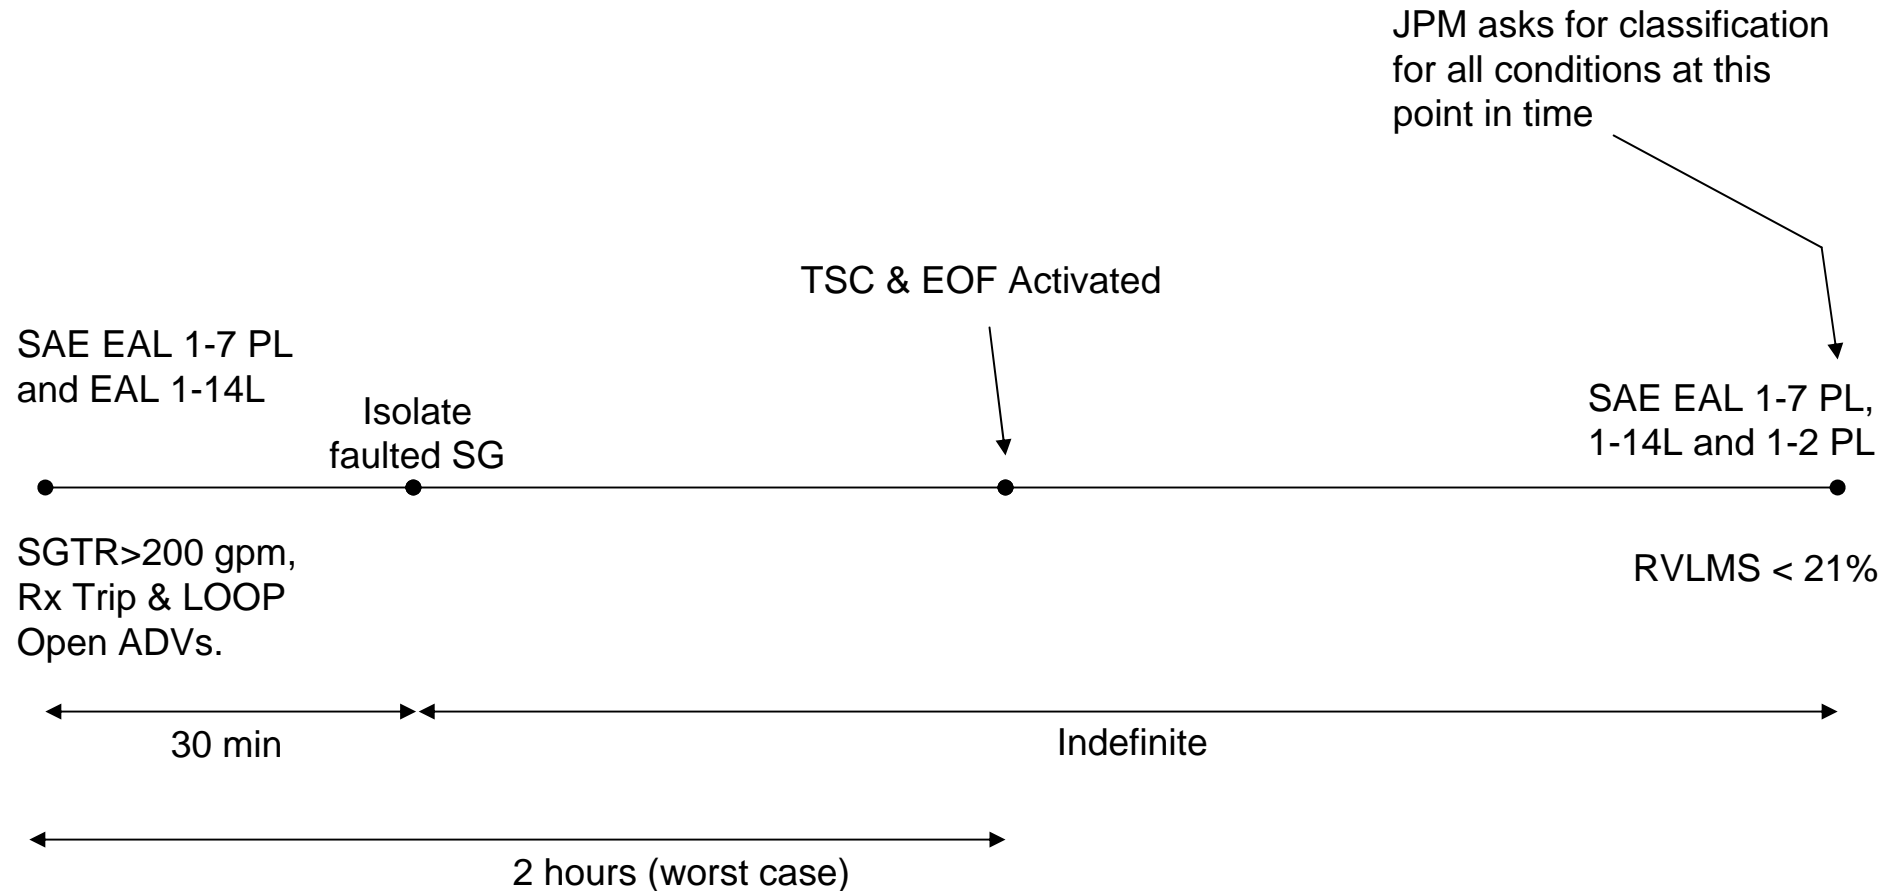 JPM asks for classification
for all conditions at this
point in time
TSC & EOF Activated
SAE EAL 1-7 PL
and EAL 1-14L
Isolate
faulted SG
SAE EAL 1-7 PL,
1-14L and 1-2 PL
SGTR>200 gpm,
Rx Trip & LOOP
Open ADVs.
RVLMS < 21%
30 min
Indefinite
2 hours (worst case)